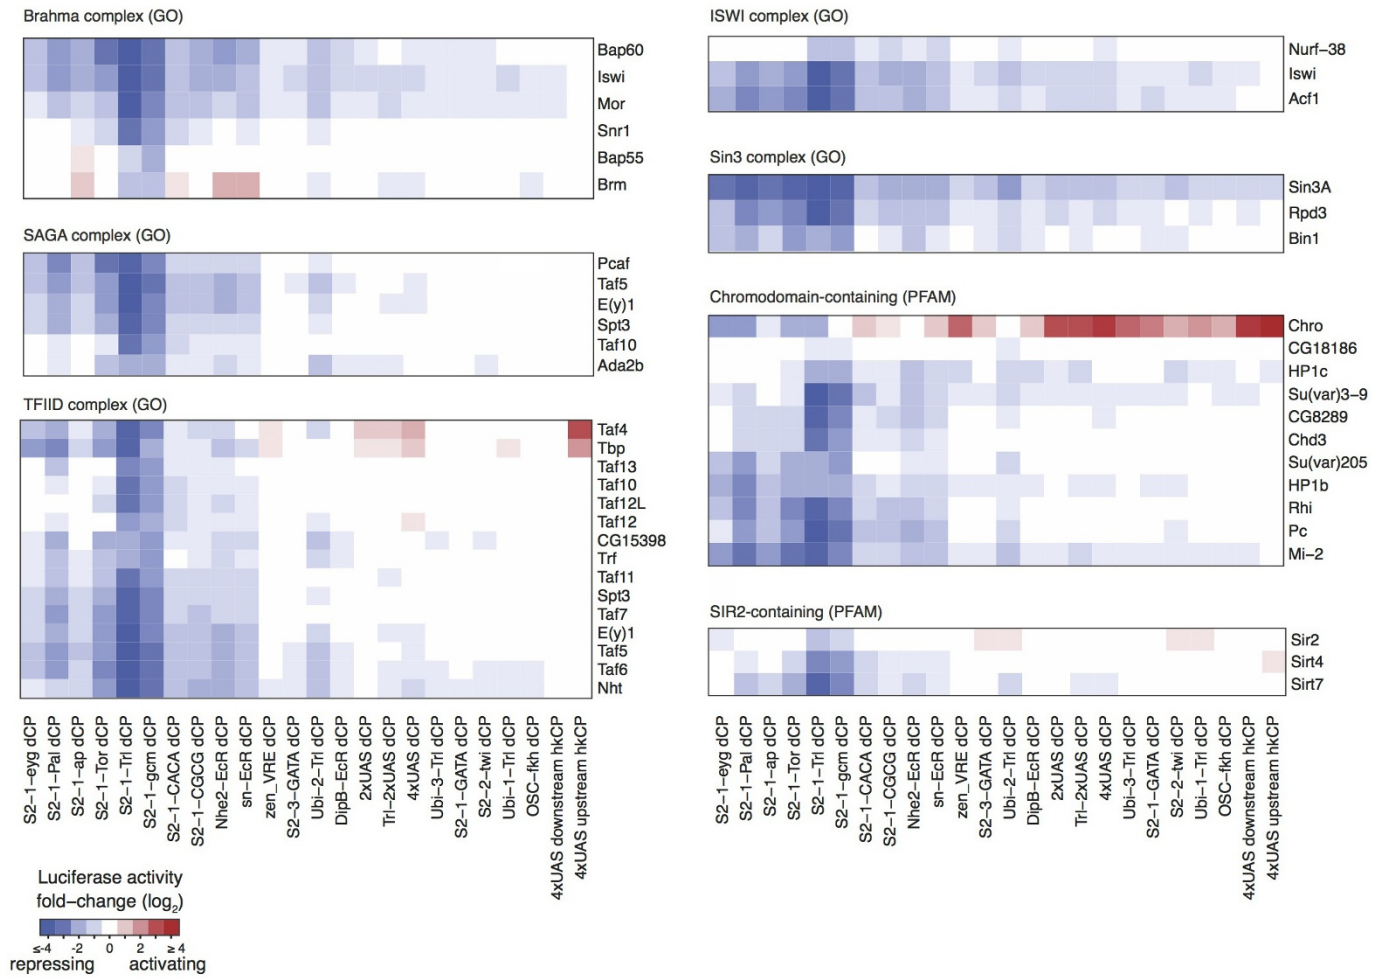 Brahma complex (GO)
Bap60
Iswi
Mor
Snr1
Bap55
Brm
SAGA complex (GO)
Pcaf
Taf5
E(y)1
Spt3
Taf10
Ada2b
TFIID complex (GO)
Taf4
Tbp
Taf13
Taf10
Taf12L
Taf12
CG15398
Trf
Taf11
Spt3
Taf7
E(y)1
Taf5
Taf6
Nht
S2-1-eyg dCP
S2-1-Pal dCP
S2-1-ap dCP
S2-1-Tor dCP
S2-1-Trl dCP
S2-1-gcm dCP
S2-1-CACA dCP
S2-1-CGCG dCP
Nhe2-EcR dCP
sn-EcR dCP
zen_VRE dCP
S2-3-GATA dCP
Ubi-2-Trl dCP
DipB-EcR dCP
2xUAS dCP
Trl-2xUAS dCP
4xUAS dCP
Ubi-3-Trl dCP
S2-1-GATA dCP
S2-2-twi dCP
Ubi-1-Trl dCP
OSC-fkh dCP
4xUAS downstream hkCP
4xUAS upstream hkCP
Luciferase activity
fold-change (log2)
≤-4 -2 0 2 ≥4
repressing activating
ISWI complex (GO)
Nurf-38
Iswi
Acf1
Sin3 complex (GO)
Sin3A
Rpd3
Bin1
Chromodomain-containing (PFAM)
Chro
CG18186
HP1c
Su(var)3-9
CG8289
Chd3
Su(var)205
HP1b
Rhi
Pc
Mi-2
SIR2-containing (PFAM)
Sir2
Sirt4
Sirt7
S2-1-eyg dCP
S2-1-Pal dCP
S2-1-ap dCP
S2-1-Tor dCP
S2-1-Trl dCP
S2-1-gcm dCP
S2-1-CACA dCP
S2-1-CGCG dCP
Nhe2-EcR dCP
sn-EcR dCP
zen_VRE dCP
S2-3-GATA dCP
Ubi-2-Trl dCP
DipB-EcR dCP
2xUAS dCP
Trl-2xUAS dCP
4xUAS dCP
Ubi-3-Trl dCP
S2-1-GATA dCP
S2-2-twi dCP
Ubi-1-Trl dCP
OSC-fkh dCP
4xUAS downstream hkCP
4xUAS upstream hkCP